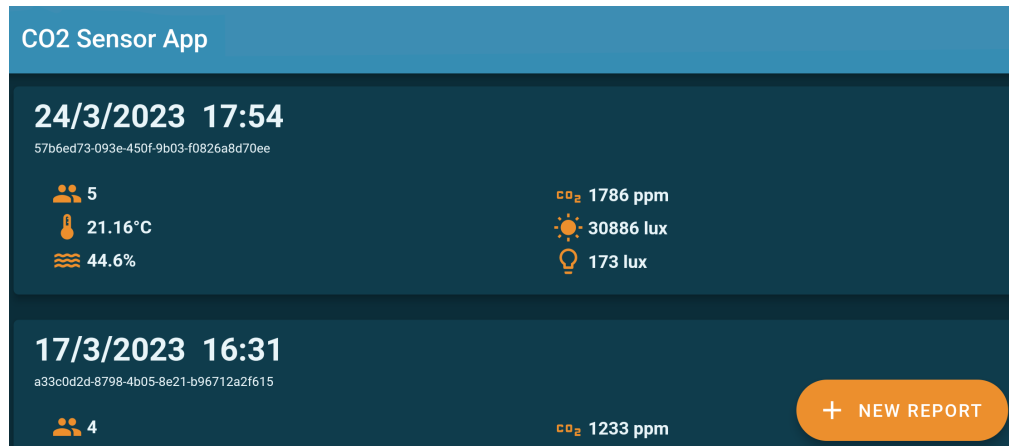 CO2 Sensor App
24/3/2023 17:54
57b6ed73-093e-450f-9b03-f0826a8d70ee
5
CO₂ 1786 ppm
21.16°C
30886 lux
44.6%
173 lux
17/3/2023 16:31
a33c0d2d-8798-4b05-8e21-b96712a2f615
4
CO₂ 1233 ppm
+ NEW REPORT